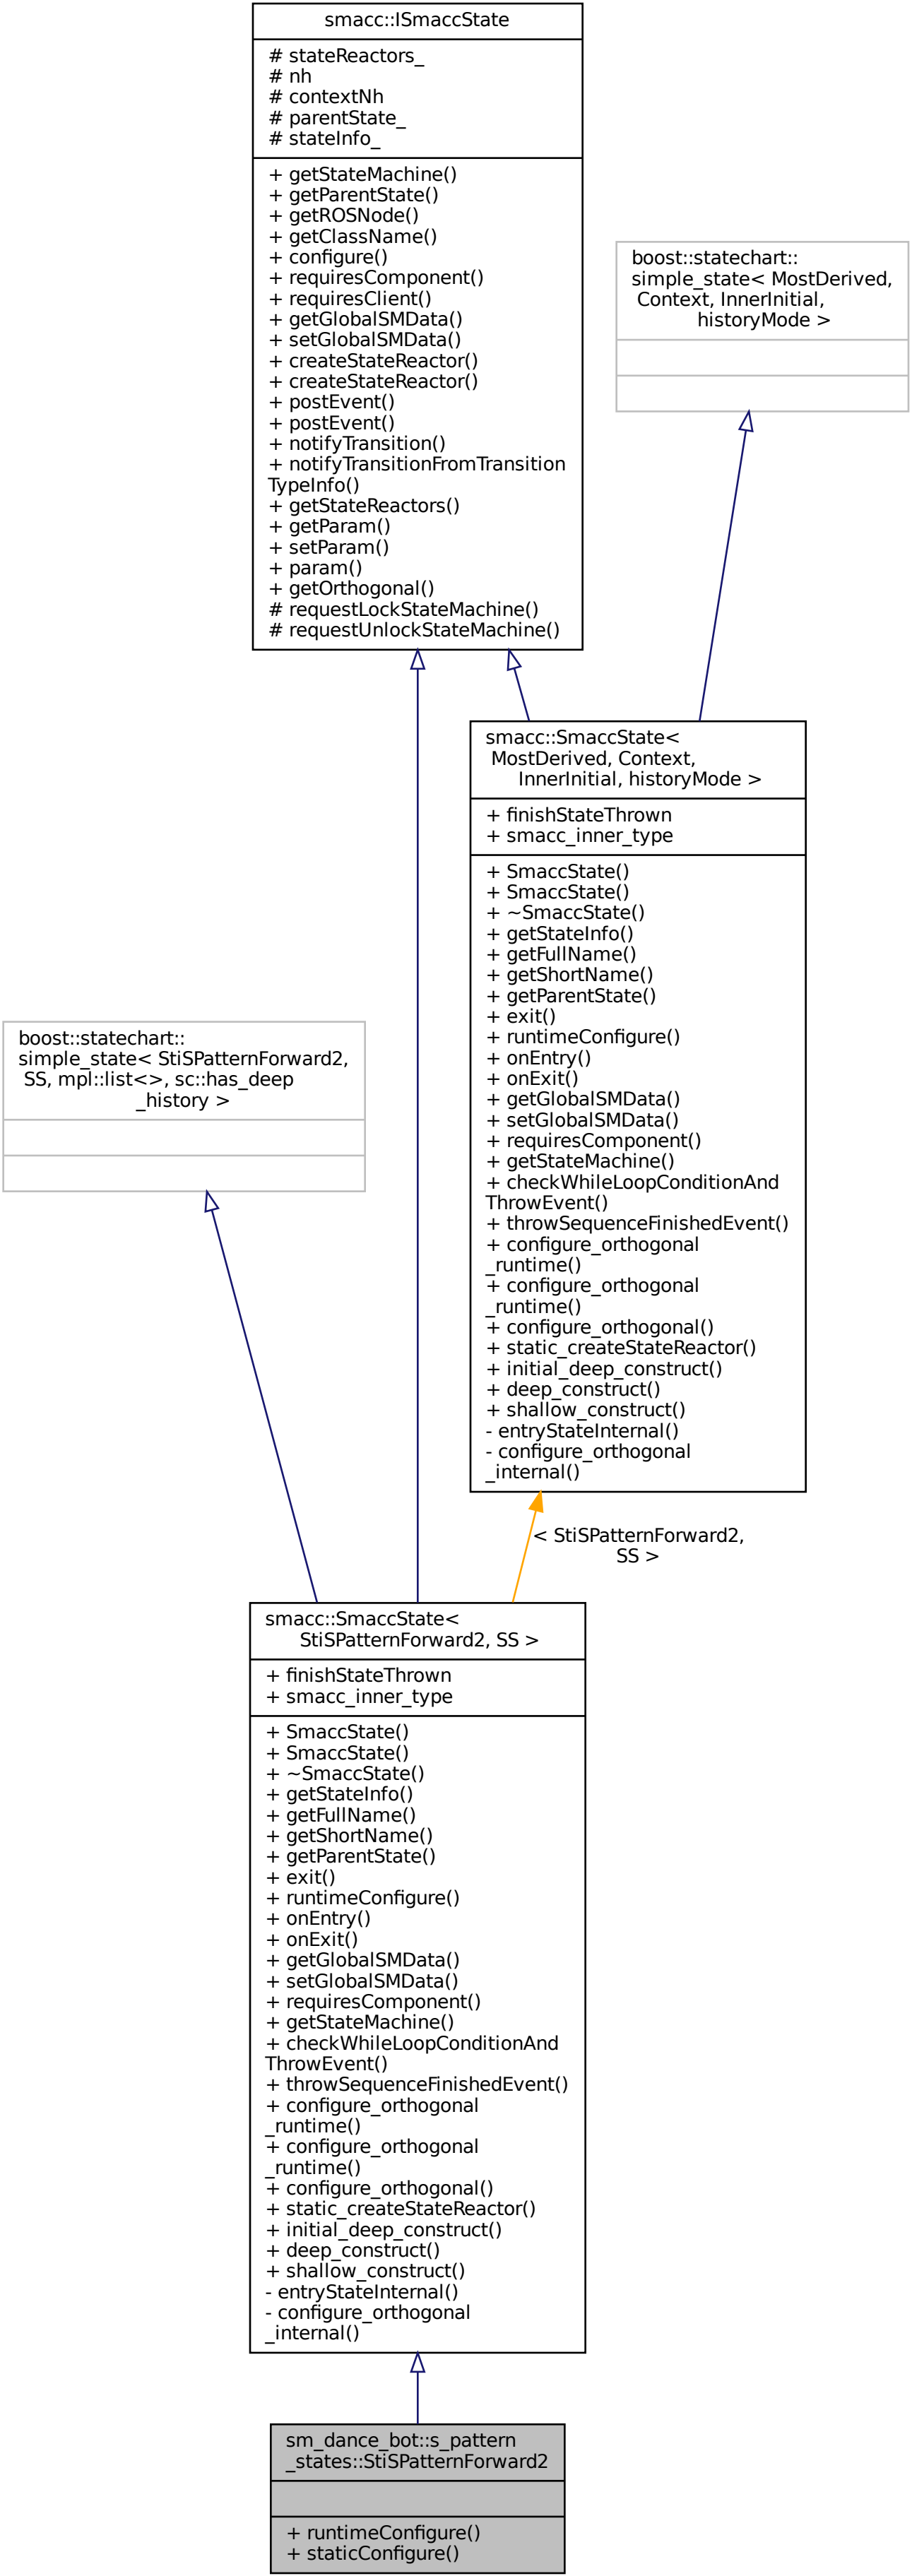 smacc::ISmaccState
# stateReactors_
# nh
# contextNh
# parentState_
# stateInfo_
+ getStateMachine()
+ getParentState()
+ getROSNode()
+ getClassName()
+ configure()
+ requiresComponent()
+ requiresClient()
+ getGlobalSMData()
+ setGlobalSMData()
+ createStateReactor()
+ createStateReactor()
+ postEvent()
+ postEvent()
+ notifyTransition()
+ notifyTransitionFromTransition
TypeInfo()
+ getStateReactors()
+ getParam()
+ setParam()
+ param()
+ getOrthogonal()
# requestLockStateMachine()
# requestUnlockStateMachine()
boost::statechart::
simple_state< MostDerived,
Context, InnerInitial,
historyMode >
smacc::SmaccState<
MostDerived, Context,
InnerInitial, historyMode >
+ finishStateThrown
+ smacc_inner_type
+ SmaccState()
+ SmaccState()
+ ~SmaccState()
+ getStateInfo()
+ getFullName()
+ getShortName()
+ getParentState()
+ exit()
+ runtimeConfigure()
+ onEntry()
+ onExit()
+ getGlobalSMData()
+ setGlobalSMData()
+ requiresComponent()
+ getStateMachine()
+ checkWhileLoopConditionAnd
ThrowEvent()
+ throwSequenceFinishedEvent()
+ configure_orthogonal
_runtime()
+ configure_orthogonal
_runtime()
+ configure_orthogonal()
+ static_createStateReactor()
+ initial_deep_construct()
+ deep_construct()
+ shallow_construct()
- entryStateInternal()
- configure_orthogonal
_internal()
boost::statechart::
simple_state< StiSPatternForward2,
SS, mpl::list<>, sc::has_deep
_history >
< StiSPatternForward2,
SS >
smacc::SmaccState<
StiSPatternForward2, SS >
+ finishStateThrown
+ smacc_inner_type
+ SmaccState()
+ SmaccState()
+ ~SmaccState()
+ getStateInfo()
+ getFullName()
+ getShortName()
+ getParentState()
+ exit()
+ runtimeConfigure()
+ onEntry()
+ onExit()
+ getGlobalSMData()
+ setGlobalSMData()
+ requiresComponent()
+ getStateMachine()
+ checkWhileLoopConditionAnd
ThrowEvent()
+ throwSequenceFinishedEvent()
+ configure_orthogonal
_runtime()
+ configure_orthogonal
_runtime()
+ configure_orthogonal()
+ static_createStateReactor()
+ initial_deep_construct()
+ deep_construct()
+ shallow_construct()
- entryStateInternal()
- configure_orthogonal
_internal()
sm_dance_bot::s_pattern
_states::StiSPatternForward2
+ runtimeConfigure()
+ staticConfigure()